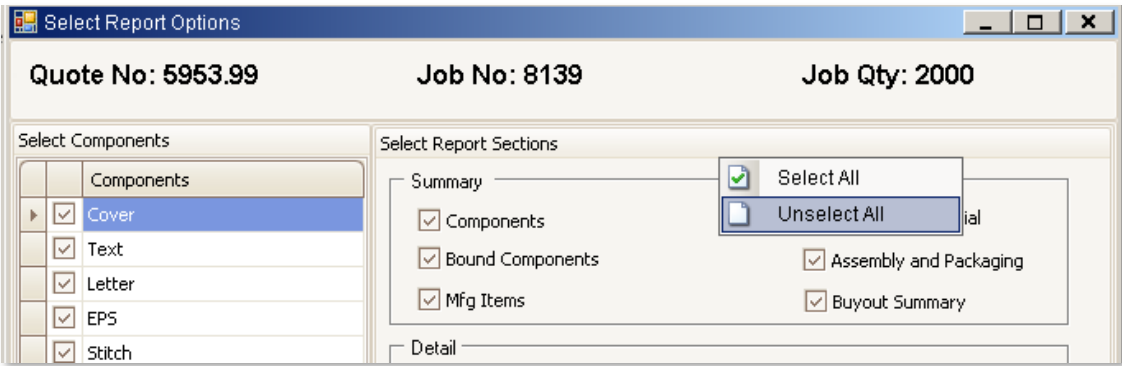 Select Report Options
Quote No: 5953.99 Job No: 8139 Job Qty: 2000
Select Components
Components
Cover
Text
Letter
EPS
Stitch
Select Report Sections
Summary
Components
Bound Components
Mfg Items
Select All
Unselect All
Assembly and Packaging
Buyout Summary
Detail